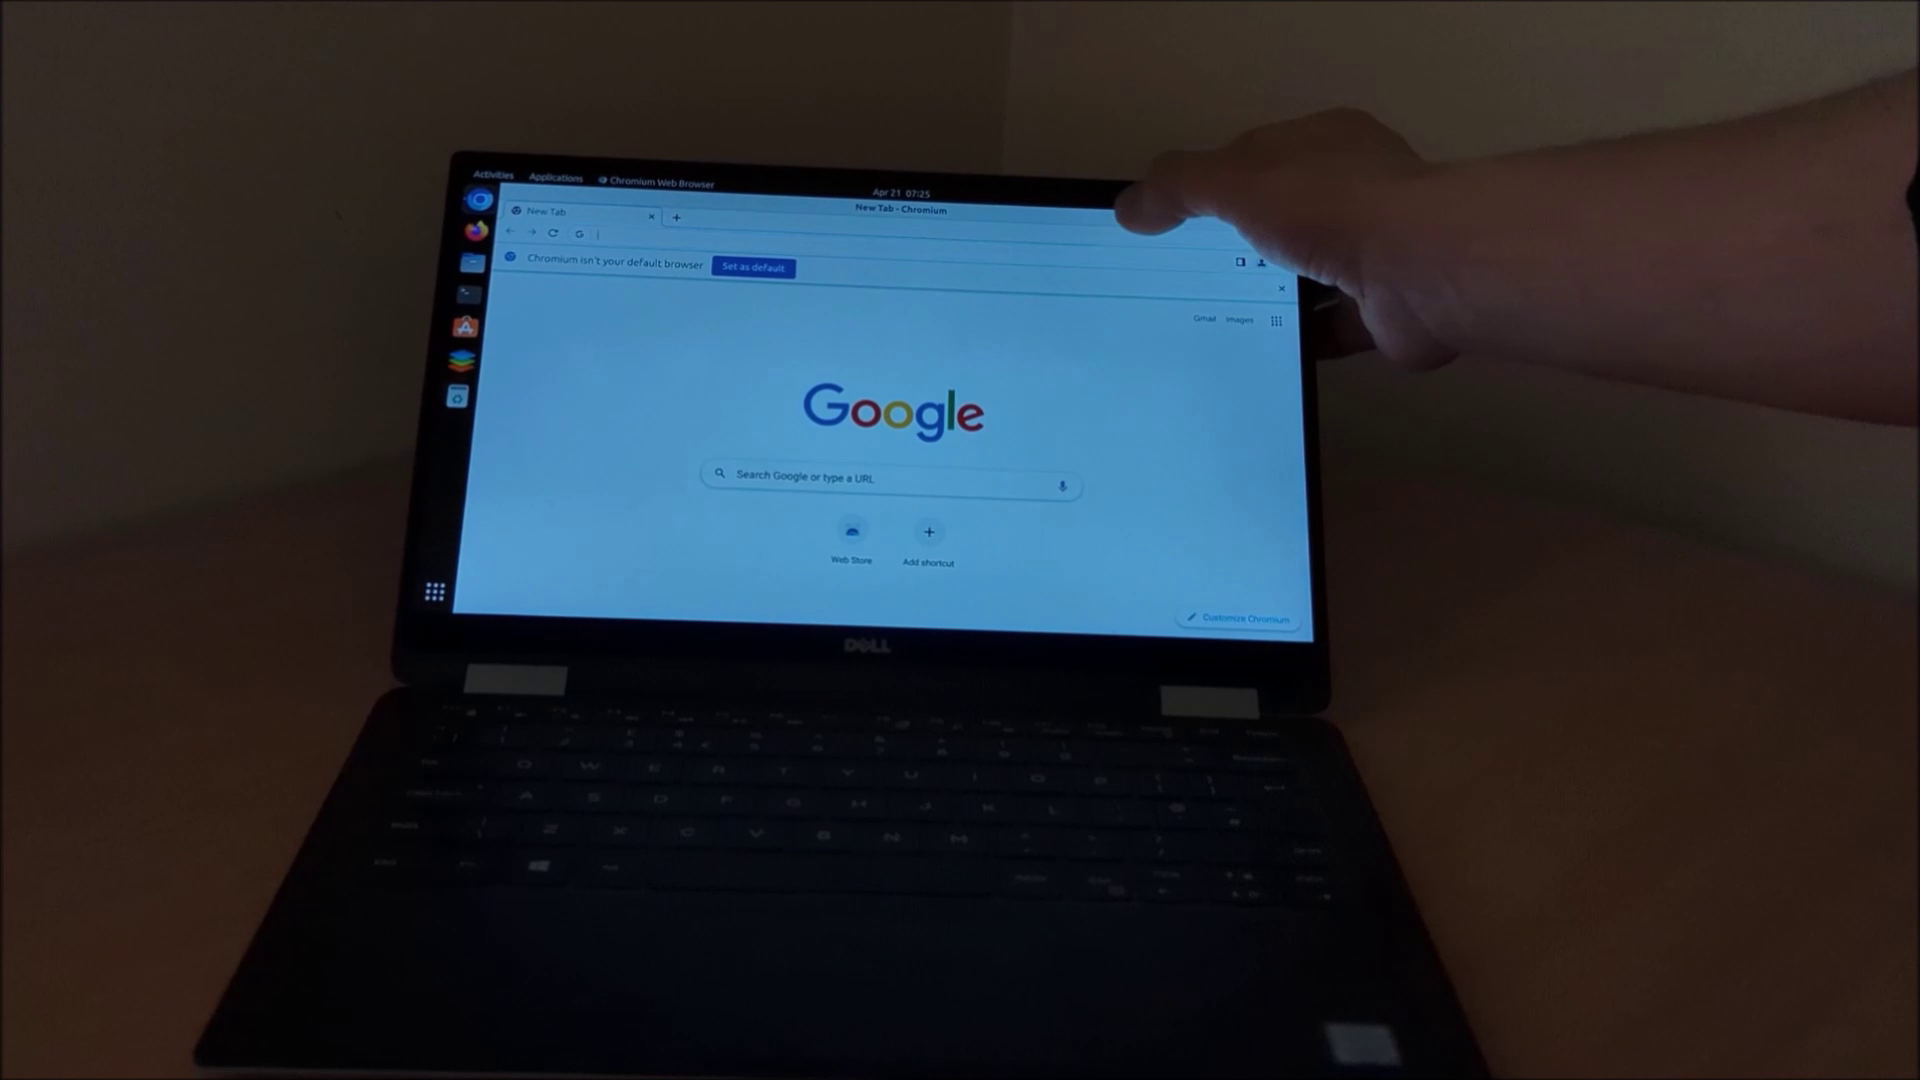 Activities Applications Chromium Web Browser
Apr 21 07:25
New Tab - Chromium
New Tab
G
Chromium isn't your default browser Set as default
Gmail Images
Google
Search Google or type a URL
Web Store Add shortcut
Customize Chromium
DELL
Q W E R T Y U I O P
A S D F G H J K L
Z X C V B N M